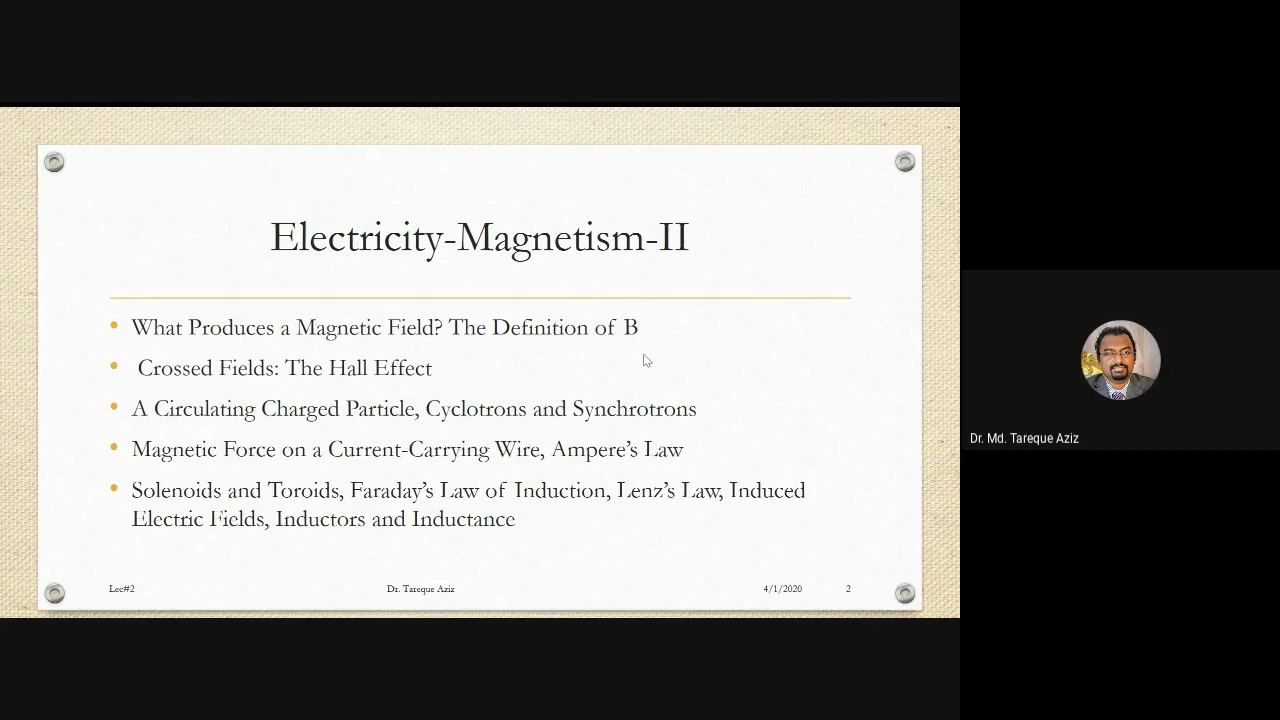 Electricity-Magnetism-II
What Produces a Magnetic Field? The Definition of B
Crossed Fields: The Hall Effect
A Circulating Charged Particle, Cyclotrons and Synchrotrons
Magnetic Force on a Current-Carrying Wire, Ampere’s Law
Solenoids and Toroids, Faraday’s Law of Induction, Lenz’s Law, Induced
Electric Fields, Inductors and Inductance
Lec#2 Dr. Tareque Aziz 4/1/2020 2
Dr. Md. Tareque Aziz